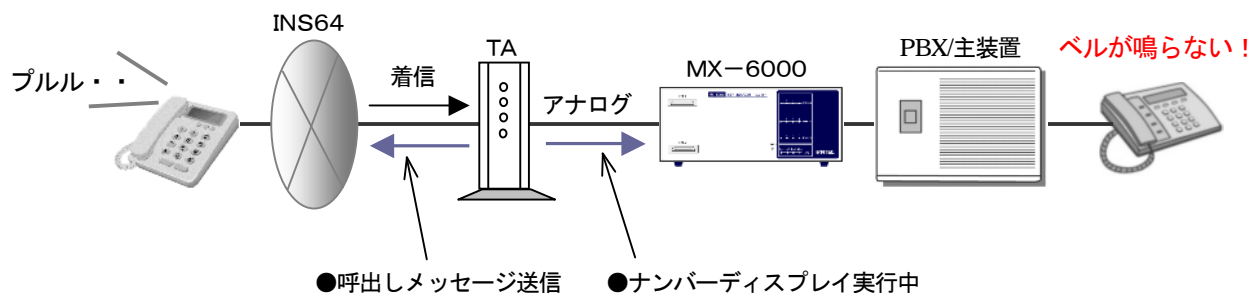 INS64
TA
PBX/主装置
ベルが鳴らない！
プルル・・
着信
アナログ
MX－6000
●呼出しメッセージ送信
●ナンバーディスプレイ実行中